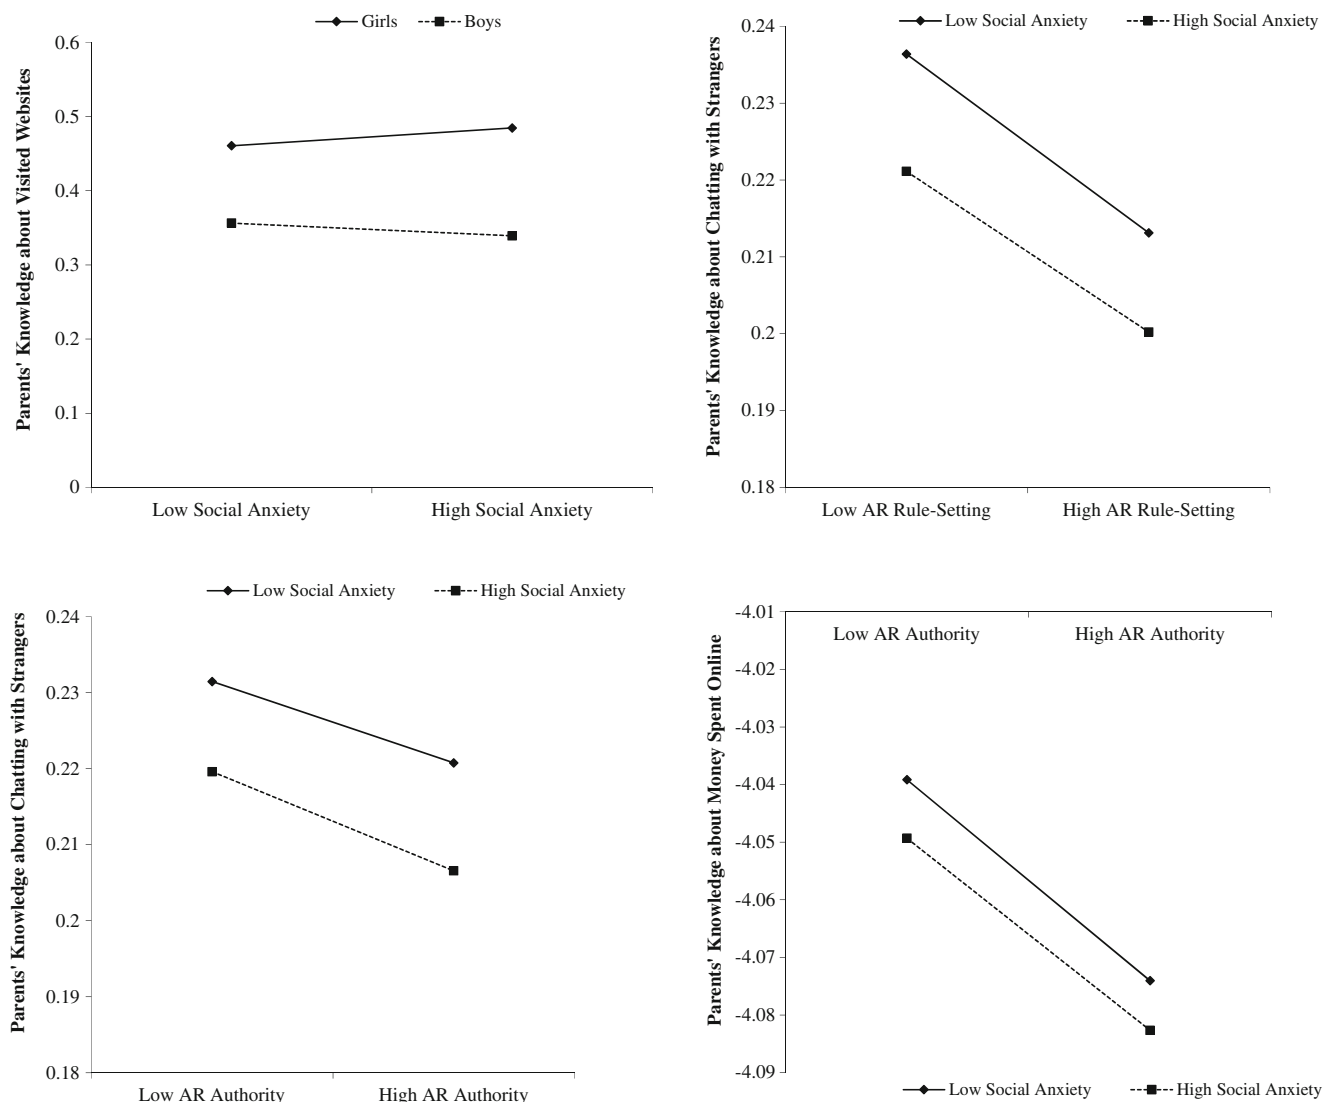 Girls Boys
Parents' Knowledge about Visited Websites
0.6
0.5
0.4
0.3
0.2
0.1
0
Low Social Anxiety High Social Anxiety
Low Social Anxiety High Social Anxiety
Parents' Knowledge about Chatting with Strangers
0.24
0.23
0.22
0.21
0.2
0.19
0.18
Low AR Rule-Setting High AR Rule-Setting
Low Social Anxiety High Social Anxiety
Parents' Knowledge about Chatting with Strangers
0.24
0.23
0.22
0.21
0.2
0.19
0.18
Low AR Authority High AR Authority
Parents' Knowledge about Money Spent Online
-4.01
Low AR Authority High AR Authority
-4.02
-4.03
-4.04
-4.05
-4.06
-4.07
-4.08
-4.09
Low Social Anxiety High Social Anxiety